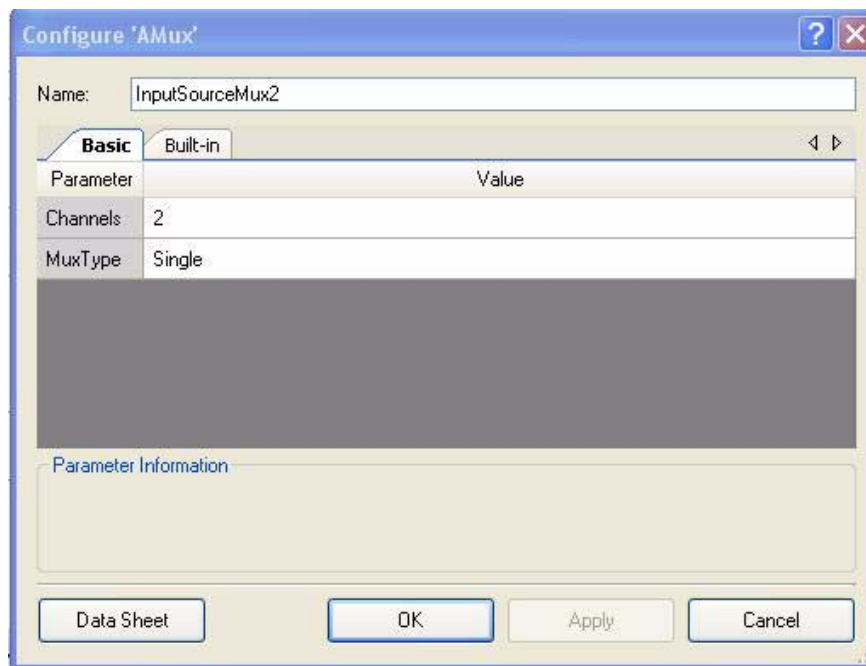 Configure 'AMux'
Name: InputSourceMux2
Basic Built-in
Parameter Value
Channels 2
MuxType Single
Parameter Information
Data Sheet OK Apply Cancel